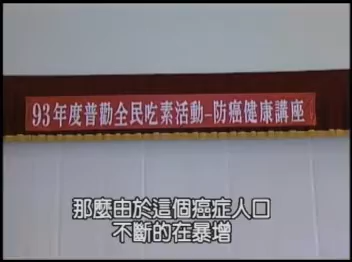 93年度普勸全民吃素活動-防癌健康講座
那麼由於這個癌症人口
不斷的在暴增